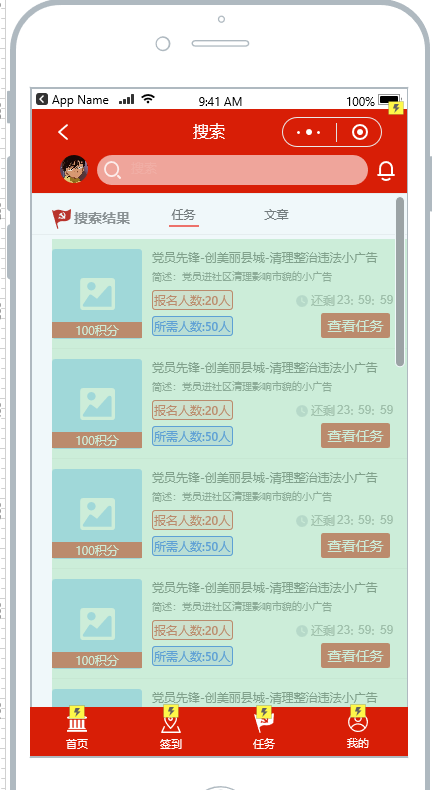 App Name 9:41 AM 100%
搜索
搜索
搜索结果 任务 文章
党员先锋-创美丽县城-清理整治违法小广告
简述：党员进社区清理影响市貌的小广告
报名人数:20人 还剩23：59：59
所需人数:50人 查看任务
100积分
党员先锋-创美丽县城-清理整治违法小广告
简述：党员进社区清理影响市貌的小广告
报名人数:20人 还剩23：59：59
所需人数:50人 查看任务
100积分
党员先锋-创美丽县城-清理整治违法小广告
简述：党员进社区清理影响市貌的小广告
报名人数:20人 还剩23：59：59
所需人数:50人 查看任务
100积分
党员先锋-创美丽县城-清理整治违法小广告
简述：党员进社区清理影响市貌的小广告
报名人数:20人 还剩23：59：59
所需人数:50人 查看任务
100积分
党员先锋-创美丽县城-清理整治违法小广告
首页 签到 任务 我的